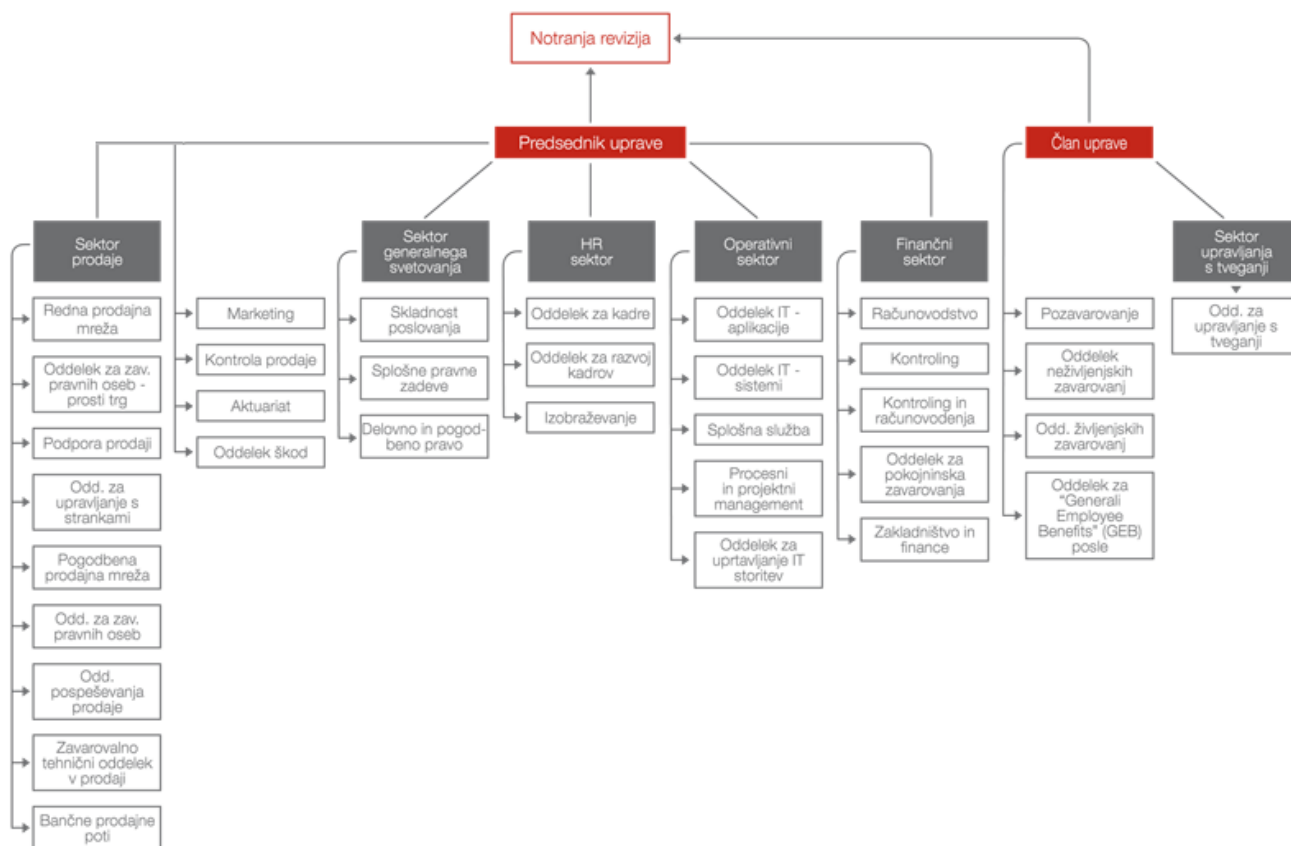 Notranja revizija
Predsednik uprave
Član uprave
Sektor
prodaje
Sektor
generalnega
svetovanja
HR
sektor
Operativni
sektor
Finančni
sektor
Sektor
upravljanja
s tveganji
Redna prodajna
mreža
Oddelek za zav.
pravnih oseb -
prosti trg
Podpora prodaji
Odd. za
upravljanje s
strankami
Pogodbena
prodajna mreža
Odd. za zav.
pravnih oseb
Odd.
pospeševanja
prodaje
Zavarovalno
tehnični oddelek
v prodaji
Bančne prodajne
poti
Marketing
Kontrola prodaje
Aktuariat
Oddelek škod
Skladnost
poslovanja
Splošne pravne
zadeve
Delovno in pogod-
beno pravo
Oddelek za kadre
Oddelek za razvoj
kadrov
Izobraževanje
Oddelek IT -
aplikacije
Oddelek IT -
sistemi
Splošna služba
Procesni
in projektni
management
Oddelek za
uprtavljanje IT
storitev
Računovodstvo
Kontroling
Kontroling in
računovodenja
Oddelek za
pokojninska
zavarovanja
Zakladništvo in
finance
Pozavarovanje
Oddelek
neživljenjskih
zavarovanj
Odd. življenjskih
zavarovanj
Oddelek za
"Generali
Employee
Benefits" (GEB)
posle
Odd. za
upravljanje s
tveganji